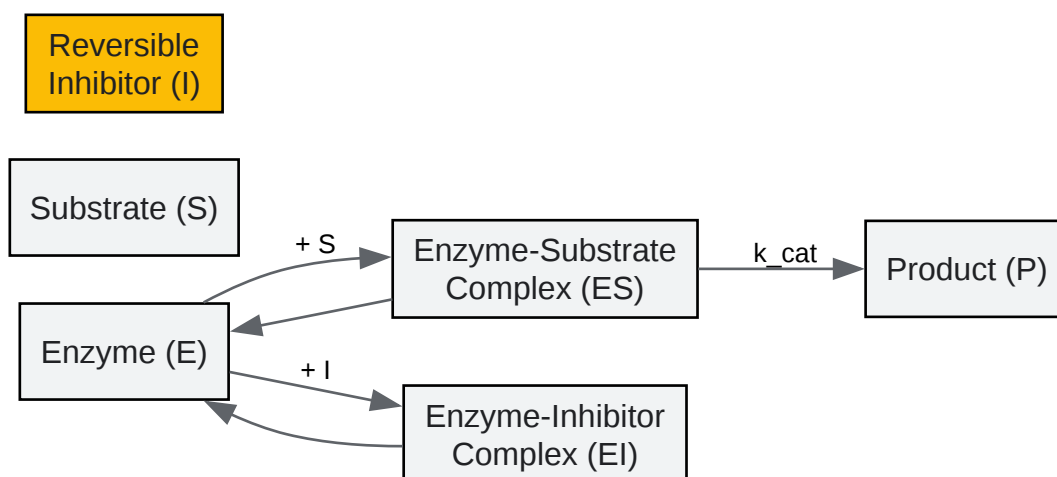 Reversible
Inhibitor (I)
Substrate (S)
+ S
Enzyme-Substrate
Complex (ES)
k_cat
Product (P)
Enzyme (E)
+ I
Enzyme-Inhibitor
Complex (EI)